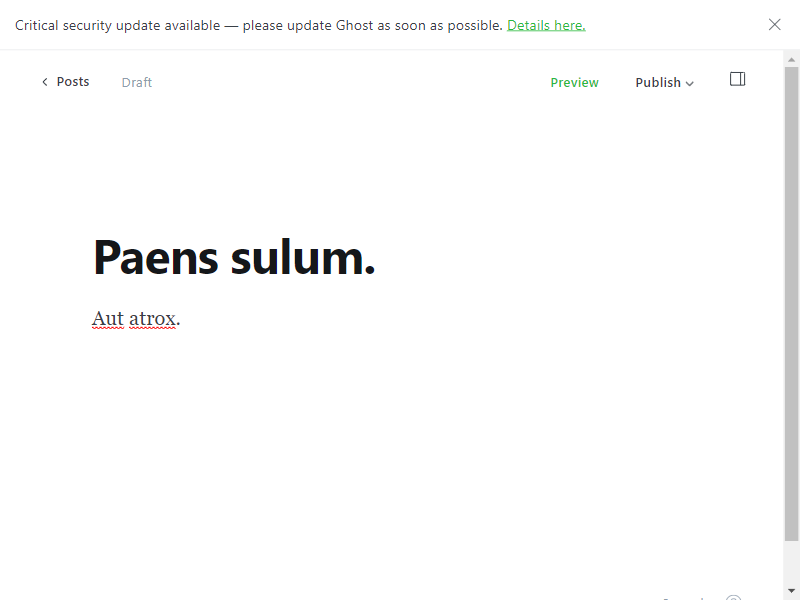 Critical security update available — please update Ghost as soon as possible. Details here.
Posts
Draft
Preview
Publish
Paens sulum.
Aut atrox.